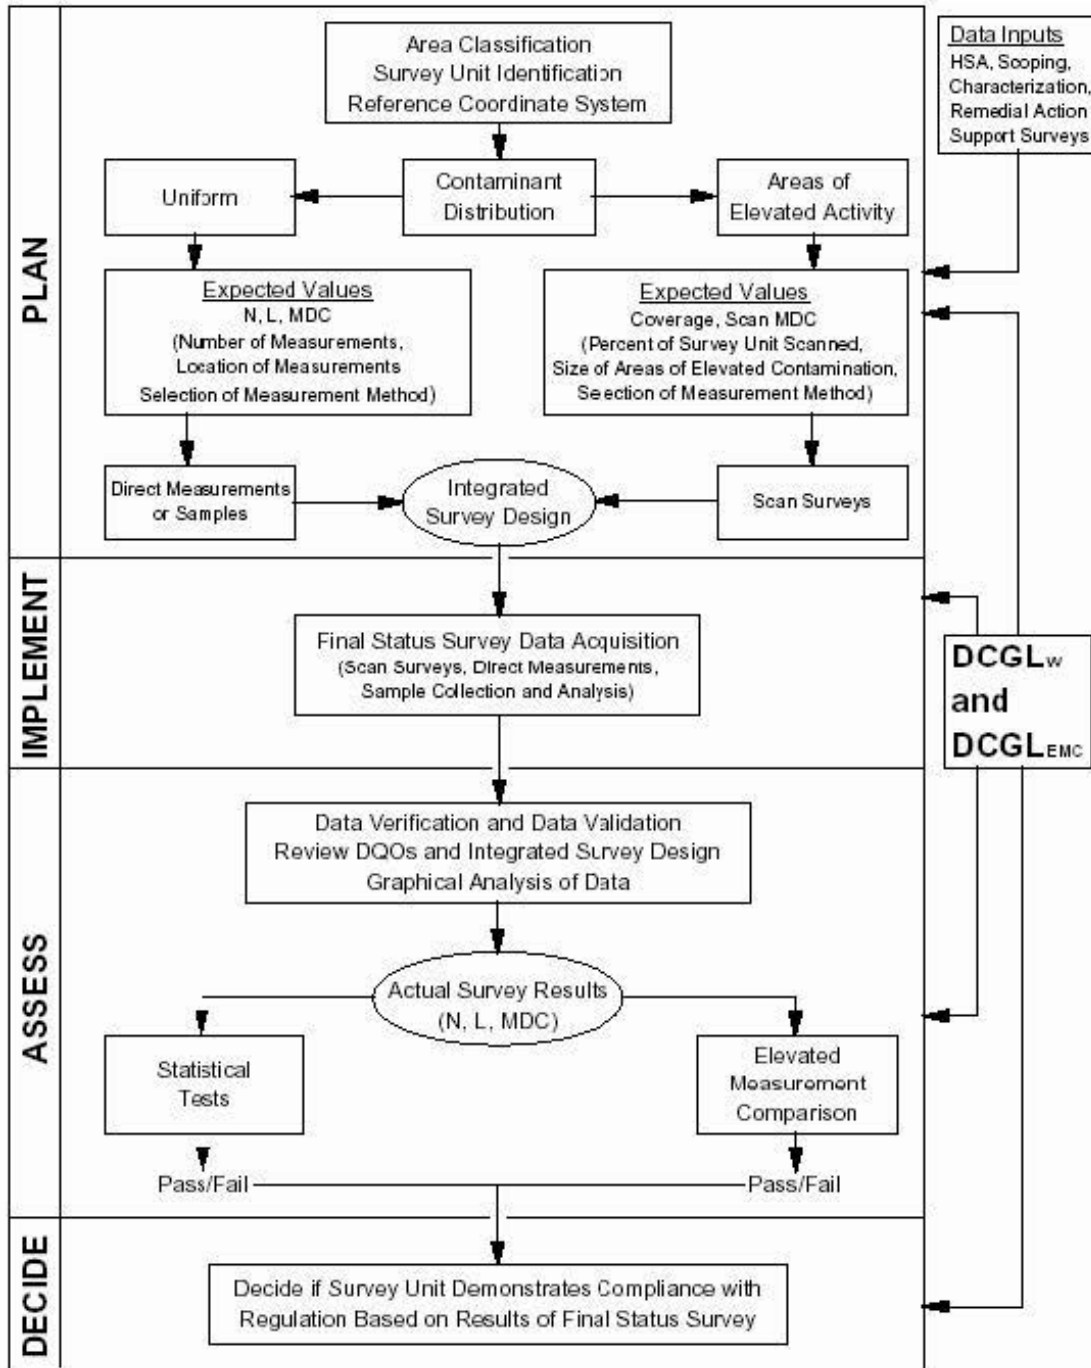 PLAN
Area Classification
Survey Unit Identification
Reference Coordinate System
Data Inputs
HSA, Scoping,
Characterization,
Remedial Action
Support Surveys
Uniform
Contaminant
Distribution
Areas of
Elevated Activity
Expected Values
N, L, MDC
(Number of Measurements,
Location of Measurements
Selection of Measurement Method)
Expected Values
Coverage, Scan MDC
(Percent of Survey Unit Scanned,
Size of Areas of Elevated Contamination,
Selection of Measurement Method)
Direct Measurements
or Samples
Integrated
Survey Design
Scan Surveys
IMPLEMENT
Final Status Survey Data Acquisition
(Scan Surveys, Direct Measurements,
Sample Collection and Analysis)
DCGLW
and
DCGLEMC
ASSESS
Data Verification and Data Validation
Review DQOs and Integrated Survey Design
Graphical Analysis of Data
Actual Survey Results
(N, L, MDC)
Statistical
Tests
Elevated
Measurement
Comparison
Pass/Fail
Pass/Fail
DECIDE
Decide if Survey Unit Demonstrates Compliance with
Regulation Based on Results of Final Status Survey